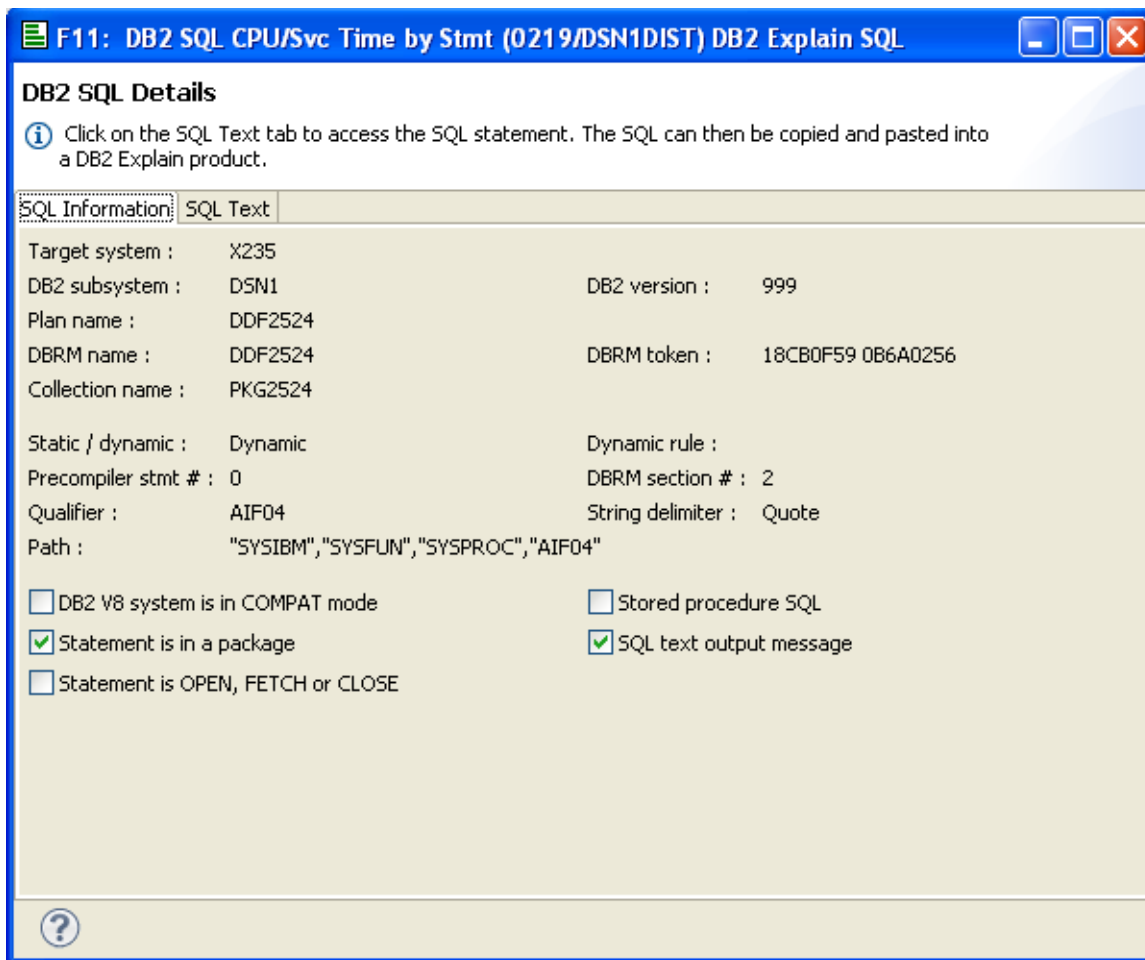 F11: DB2 SQL CPU/Svc Time by Stmt (0219/DSN1DIST) DB2 Explain SQL
DB2 SQL Details
Click on the SQL Text tab to access the SQL statement. The SQL can then be copied and pasted into
a DB2 Explain product.
SQL Information SQL Text
Target system : X235
DB2 subsystem : DSN1 DB2 version : 999
Plan name : DDF2524
DBRM name : DDF2524 DBRM token : 18CB0F59 0B6A0256
Collection name : PKG2524
Static / dynamic : Dynamic Dynamic rule :
Precompiler stmt # : 0 DBRM section # : 2
Qualifier : AIF04 String delimiter : Quote
Path : "SYSIBM","SYSFUN","SYSPROC","AIF04"
DB2 V8 system is in COMPAT mode Stored procedure SQL
Statement is in a package SQL text output message
Statement is OPEN, FETCH or CLOSE